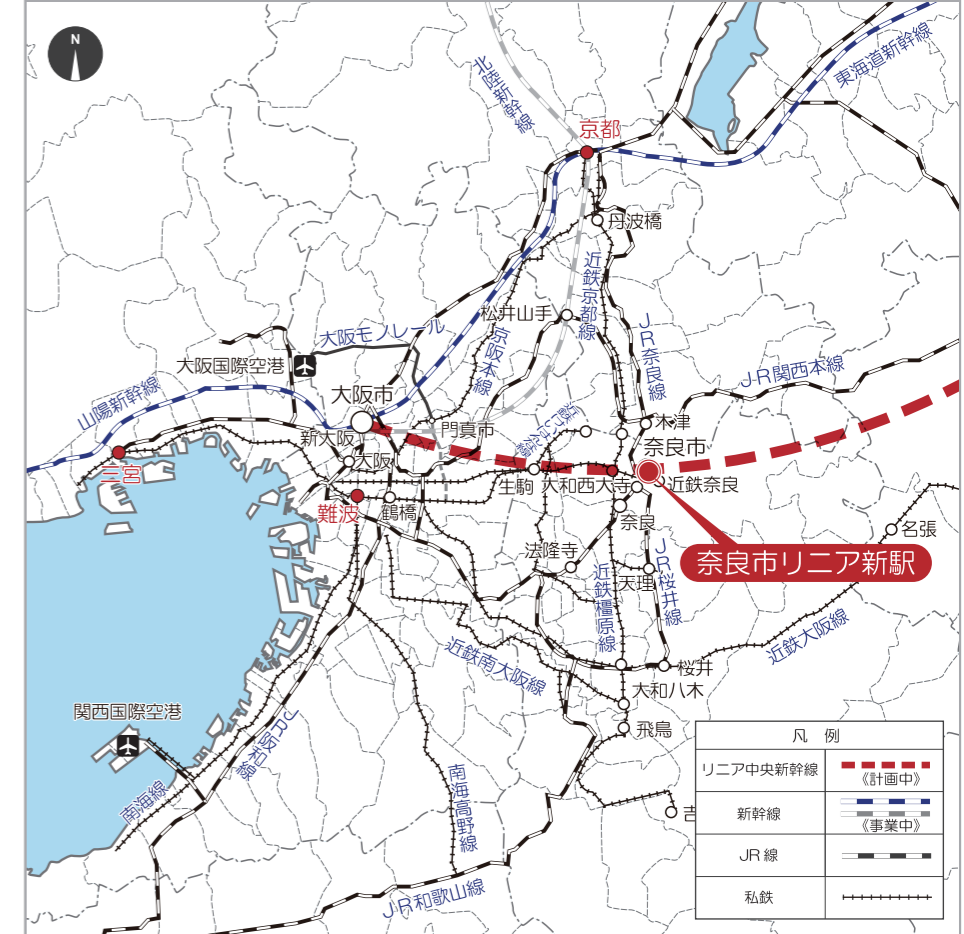 N
北陸新幹線
東海道新幹線
京都
丹波橋
近鉄京都線
松井山手
大阪モノレール
京阪本線
JR奈良線
大阪国際空港
JR関西本線
山陽新幹線
大阪市
門真市
木津
新大阪
奈良市
大阪
三宮
生駒
大和西大寺
近鉄奈良
難波
鶴橋
奈良
名張
法隆寺
奈良市リニア新駅
天理
JR桜井線
近鉄橿原線
近鉄大阪線
近鉄南大阪線
桜井
大和八木
関西国際空港
JR阪和線
飛鳥
南海線
南海高野線
吉
JR和歌山線
凡 例
リニア中央新幹線
《計画中》
新幹線
《事業中》
JR線
私鉄